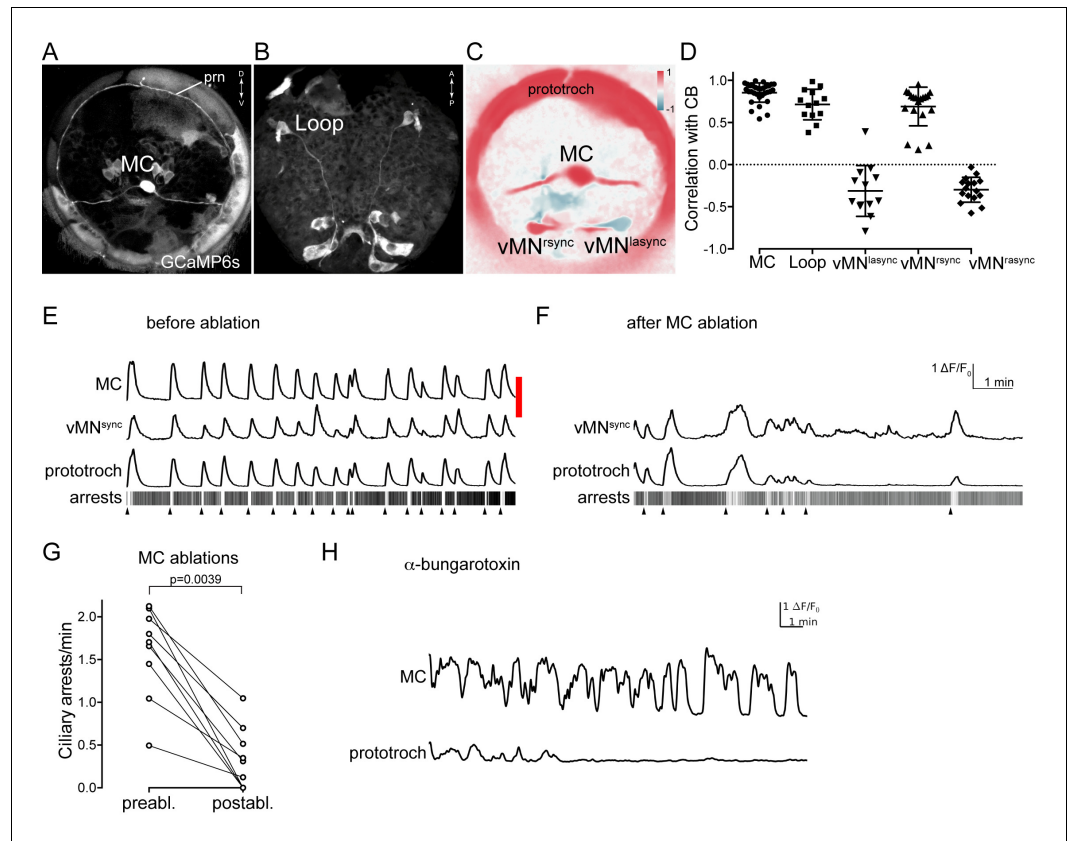 A
prn
D
V
MC
GCaMP6s
B
A
P
Loop
C
1
-1
prototroch
MC
vMNrsync
vMNlasync
D
Correlation with CB
1.0
0.5
0.0
-0.5
-1.0
MC Loop vMNlasync vMNrsync vMNrasync
E
before ablation
MC
vMNsync
prototroch
arrests
F
after MC ablation
1 ΔF/F0
1 min
vMNsync
prototroch
arrests
G
MC ablations
p=0.0039
Ciliary arrests/min
2.0
1.5
1.0
0.5
0.0
preabl. postabl.
H
α-bungarotoxin
1 ΔF/F0
1 min
MC
prototroch